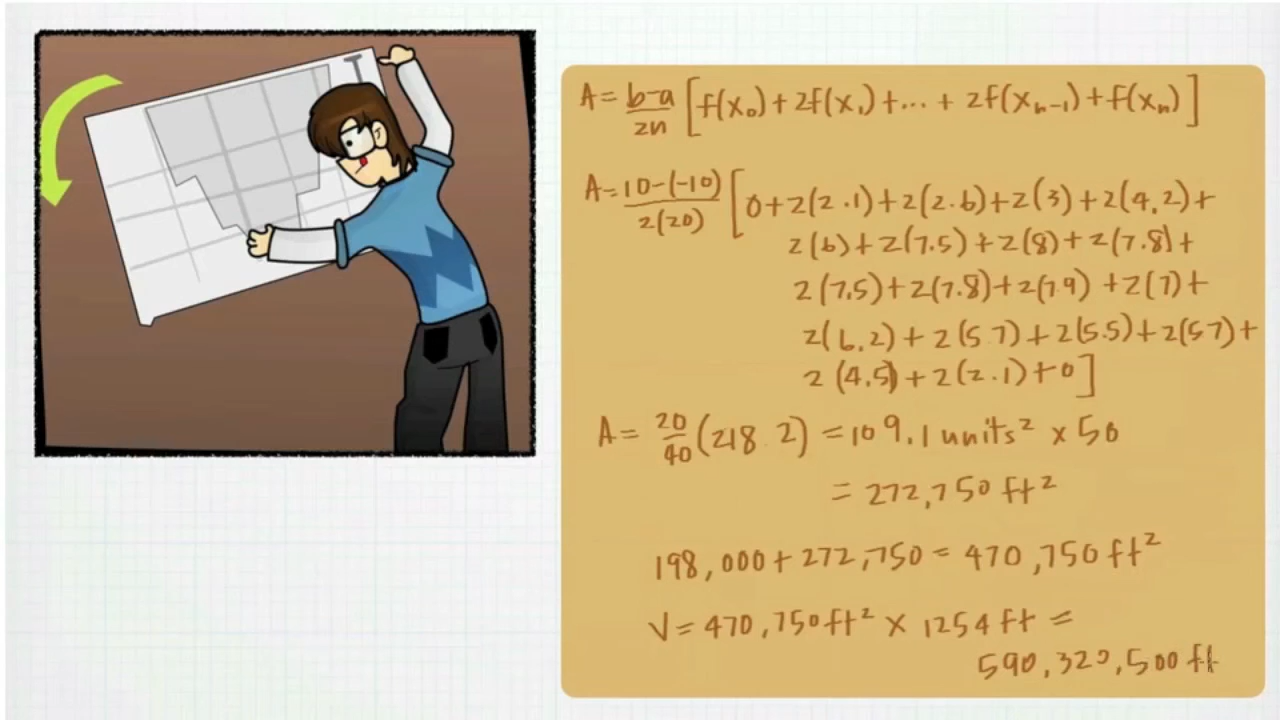 A = b-a/2n [f(x₀) + 2f(x₁) + ... + 2f(xₙ₋₁) + f(xₙ)]
A = 10-(-10)/2(20) [0 + 2(2.1) + 2(2.6) + 2(3) + 2(4.2) +
2(6) + 2(7.5) + 2(8) + 2(7.8) +
2(7.5) + 2(7.8) + 2(7.9) + 2(7) +
2(6.2) + 2(5.7) + 2(5.5) + 2(5.7) +
2(4.5) + 2(2.1) + 0]
A = 20/40 (218.2) = 109.1 units² x 50
= 272,750 ft²
198,000 + 272,750 = 470,750 ft²
V = 470,750 ft² x 1254 ft =
590,320,500 ft